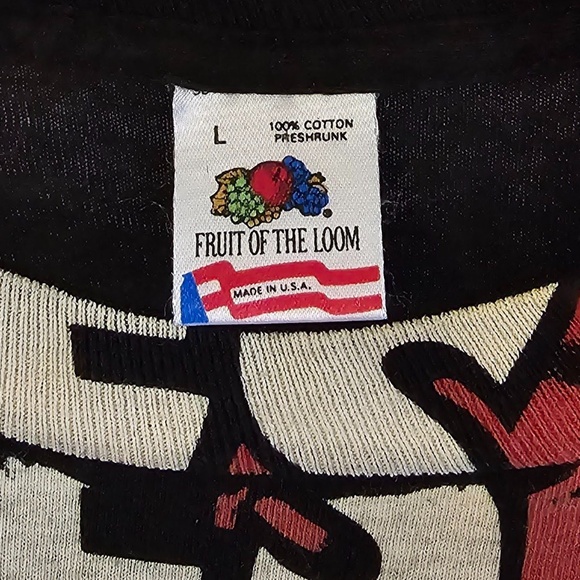 L
100% COTTON
PRESHRUNK
FRUIT OF THE LOOM
MADE IN U.S.A.